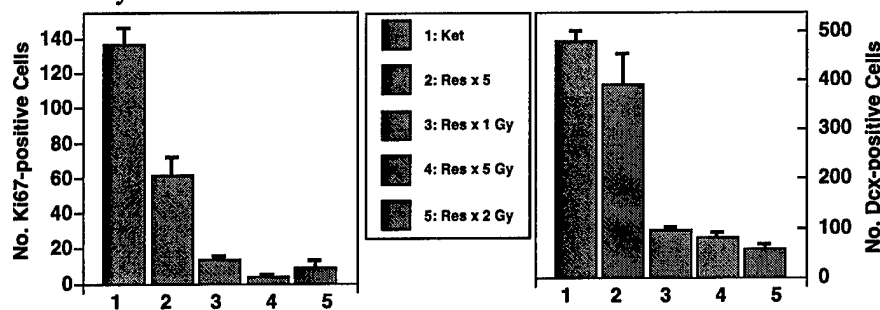 No. Ki67-positive Cells
140
120
100
80
60
40
20
0
1 2 3 4 5
1: Ket
2: Res x 5
3: Res x 1 Gy
4: Res x 5 Gy
5: Res x 2 Gy
500
400
300
200
100
0
No. Dcx-positive Cells
1 2 3 4 5